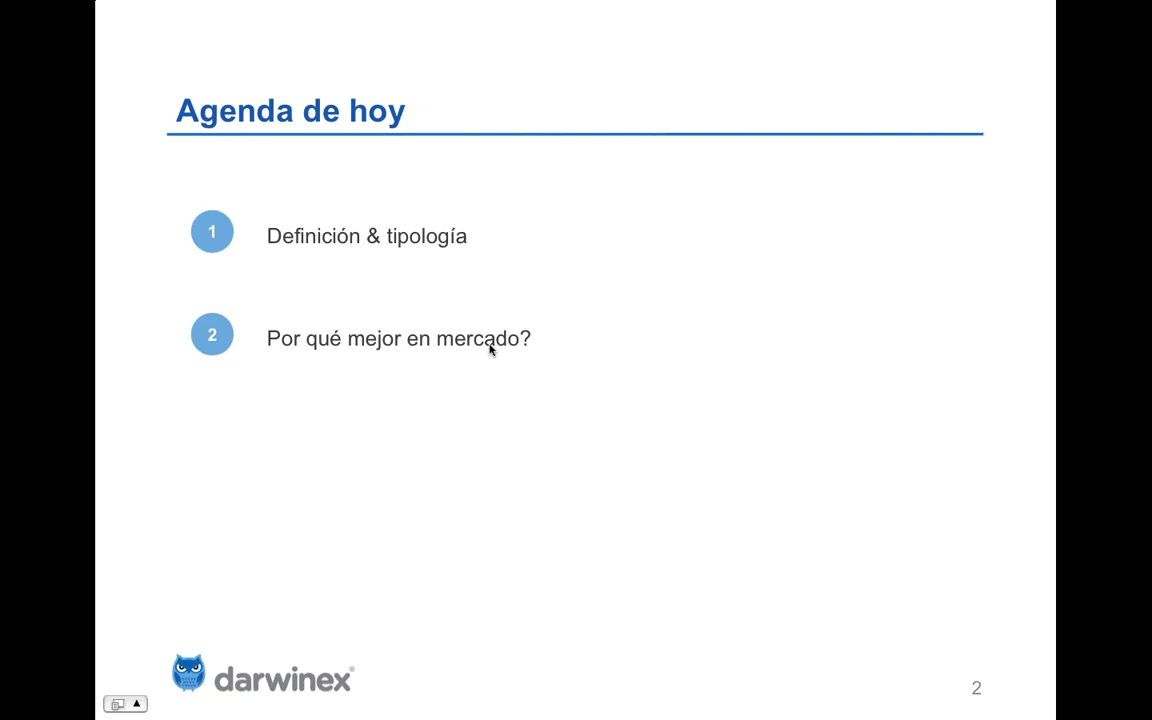 Agenda de hoy
1
Definición & tipología
2
Por qué mejor en mercado?
darwinex®
2